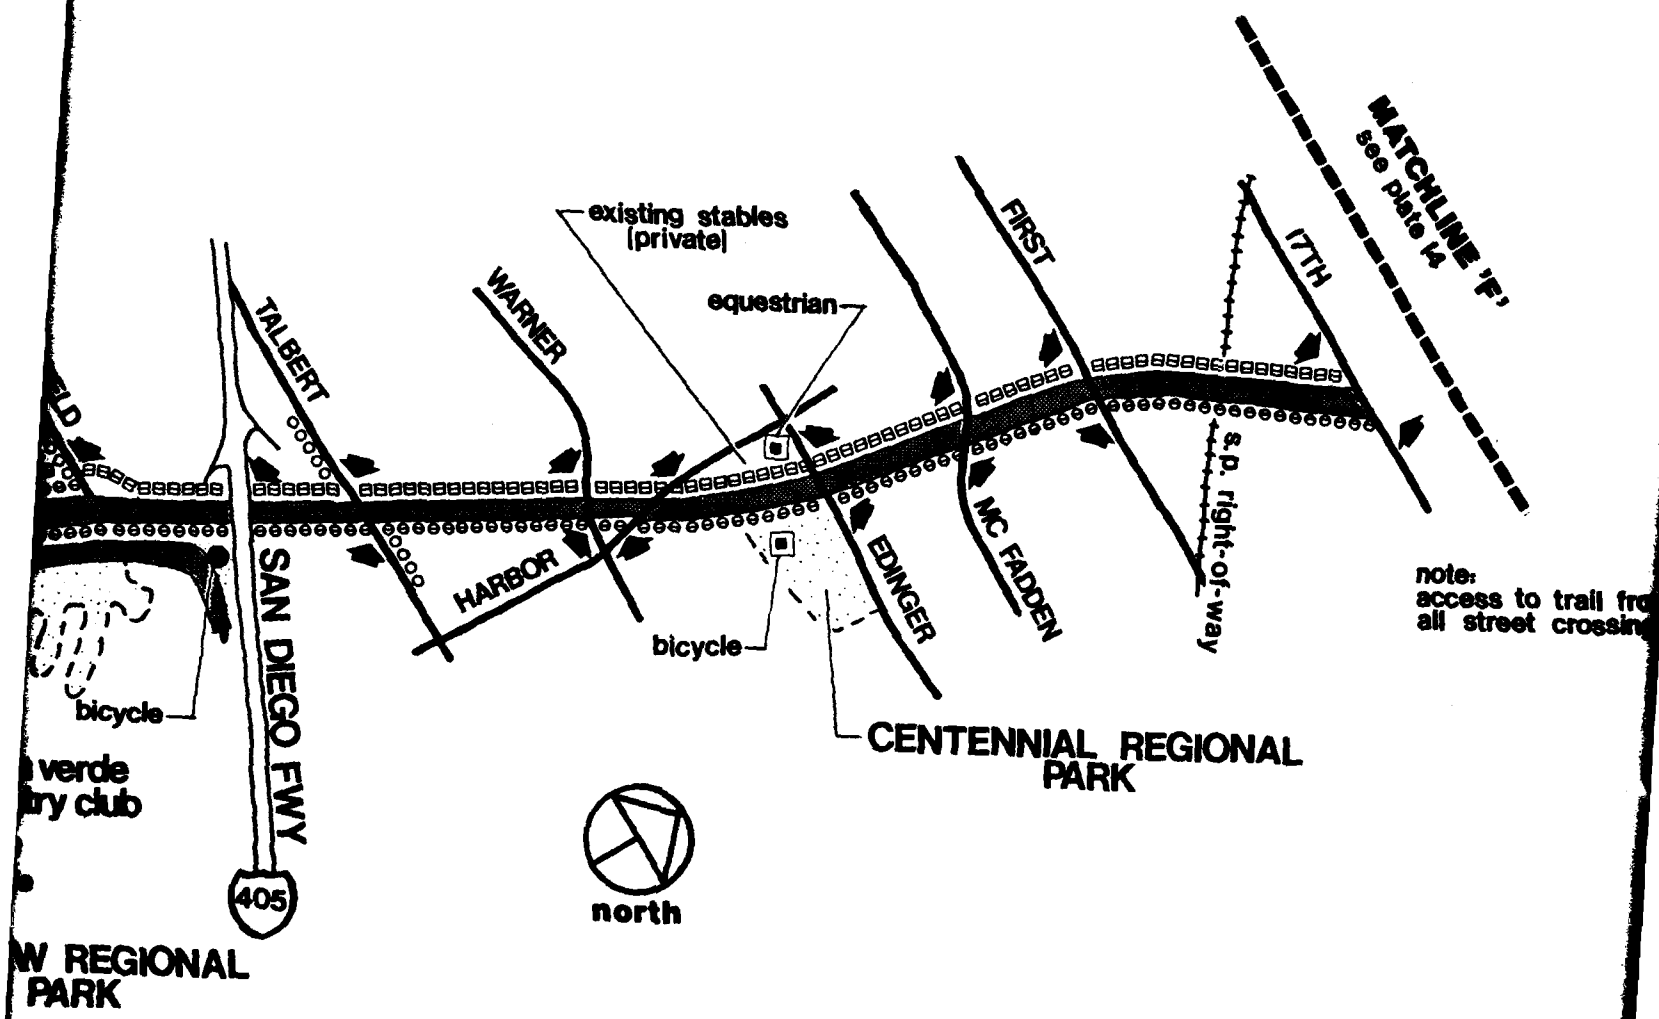 MATCHLINE 'F'
see plate 14
existing stables
(private)
FIRST
17TH
equestrian
WARNER
TALBERT
LD
s.p. right-of-way
MC FADDEN
EDINGER
HARBOR
SAN DIEGO FWY
note:
access to trail fro
all street crossing
bicycle
bicycle
CENTENNIAL REGIONAL
PARK
verde
try club
405
north
W REGIONAL
PARK